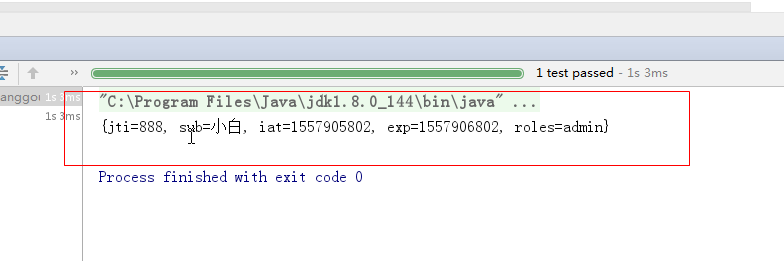 » 1 test passed - 1s 3ms
anggou 1s 3ms
"C:\Program Files\Java\jdk1.8.0_144\bin\java" ...
1s 3ms
{jti=888, sub=小白, iat=1557905802, exp=1557906802, roles=admin}
Process finished with exit code 0